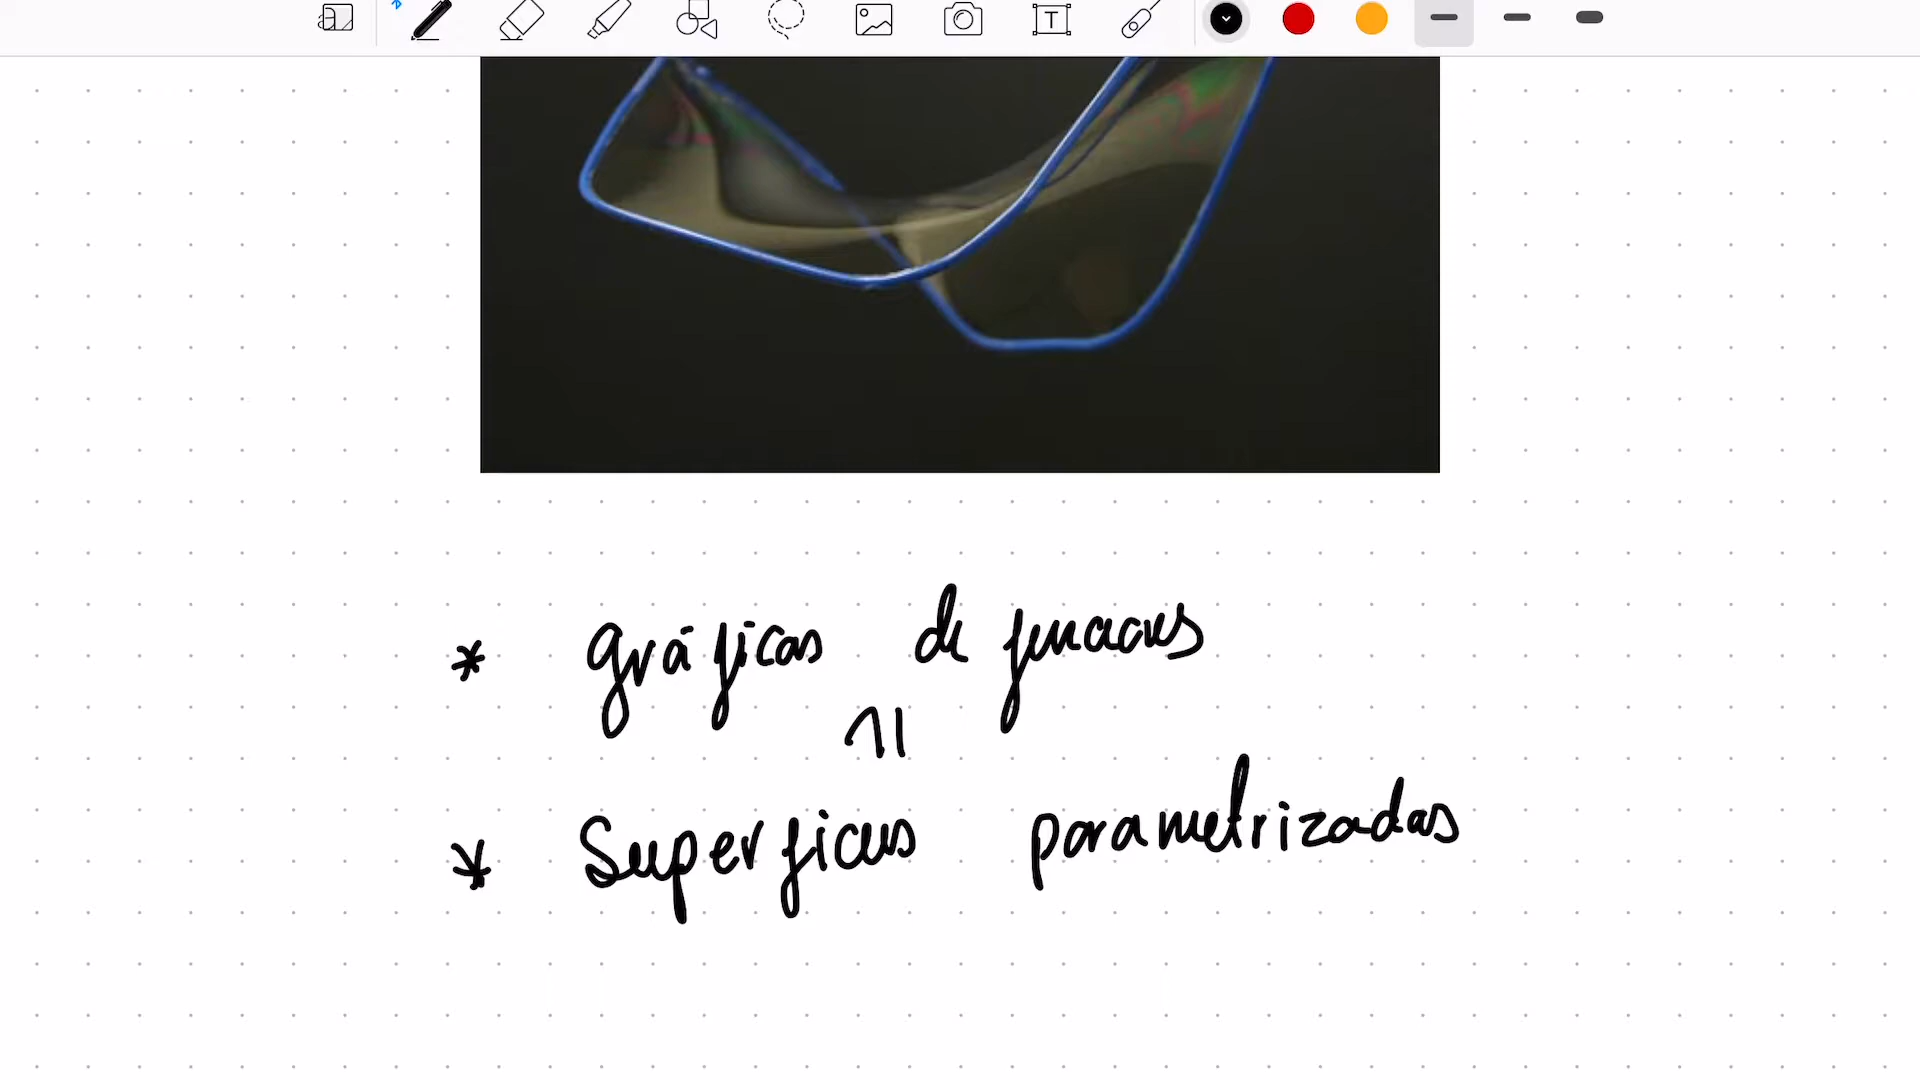 * gráficas de funciones
∩|
* Superficies parametrizadas